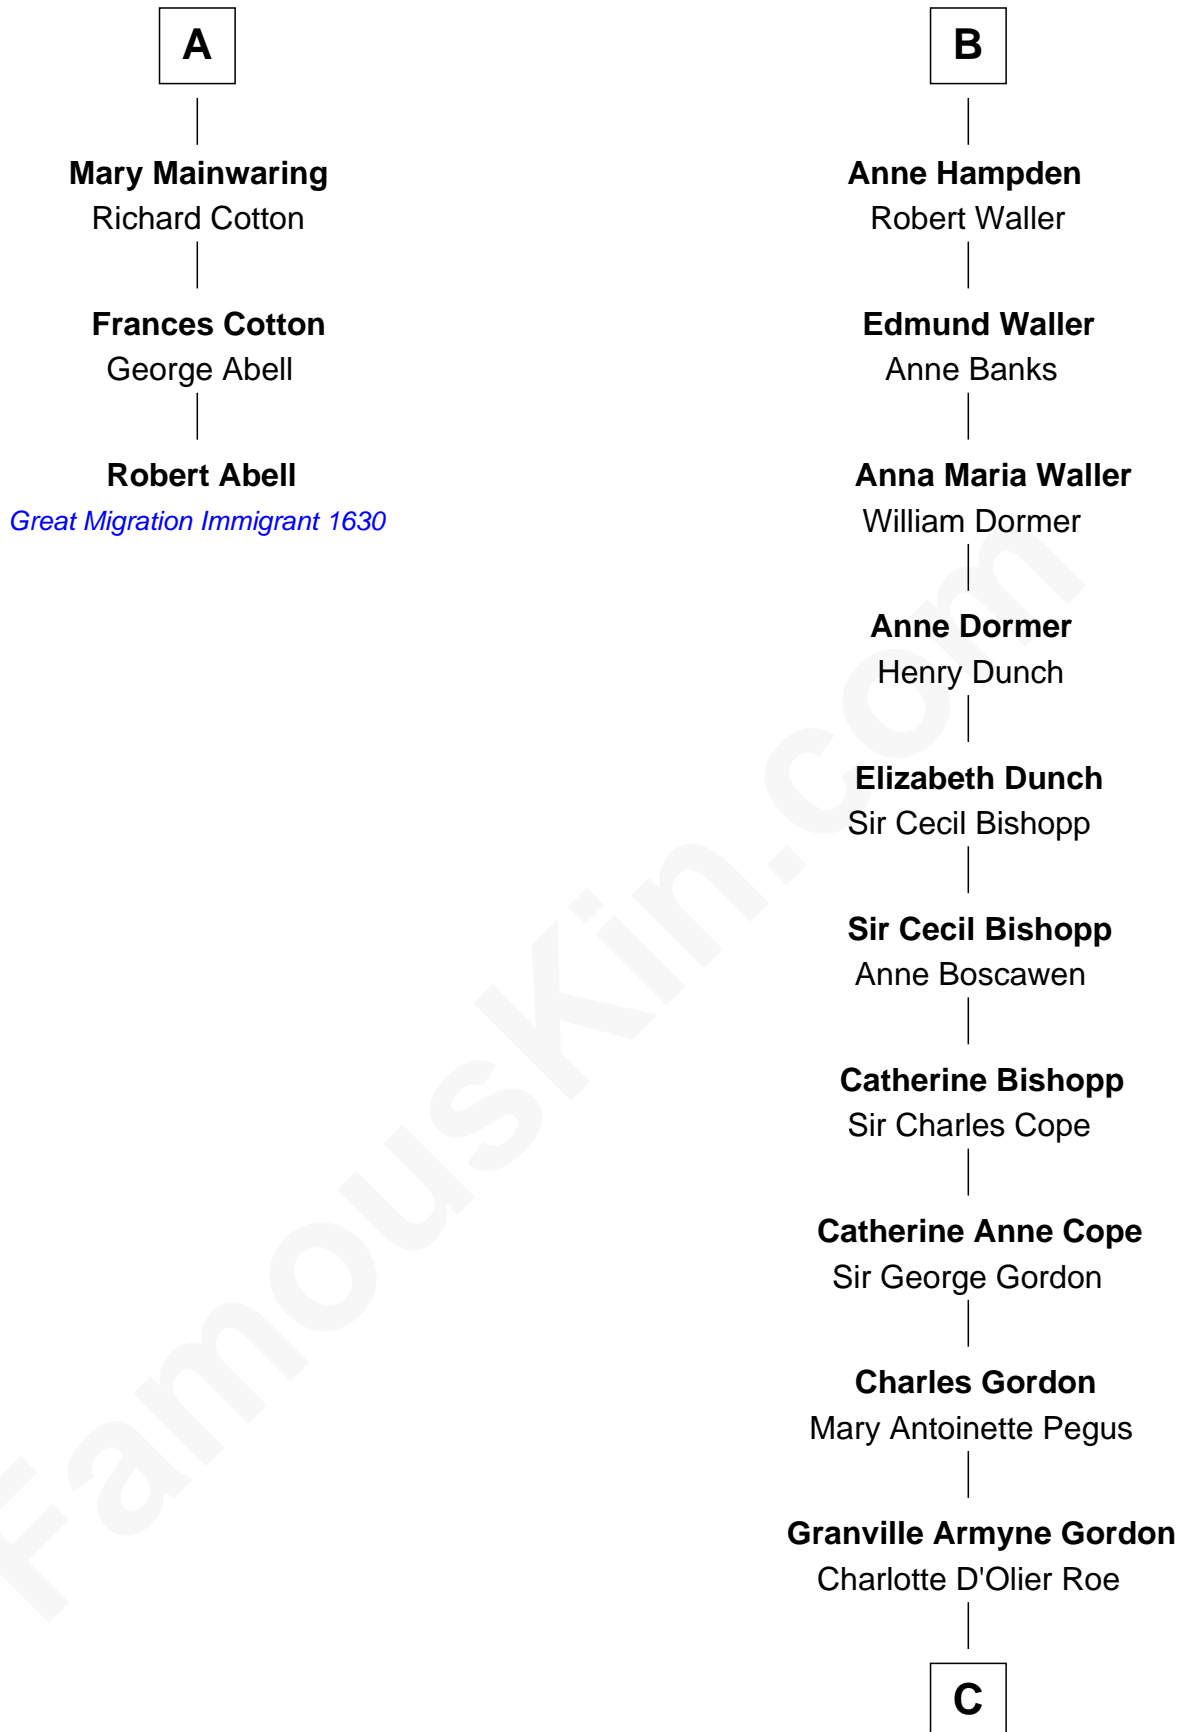 A
Mary Mainwaring
Richard Cotton
Frances Cotton
George Abell
Robert Abell
Great Migration Immigrant 1630
B
Anne Hampden
Robert Waller
Edmund Waller
Anne Banks
Anna Maria Waller
William Dormer
Anne Dormer
Henry Dunch
Elizabeth Dunch
Sir Cecil Bishopp
Sir Cecil Bishopp
Anne Boscawen
Catherine Bishopp
Sir Charles Cope
Catherine Anne Cope
Sir George Gordon
Charles Gordon
Mary Antoinette Pegus
Granville Armyne Gordon
Charlotte D'Olier Roe
C
FamousKin.com